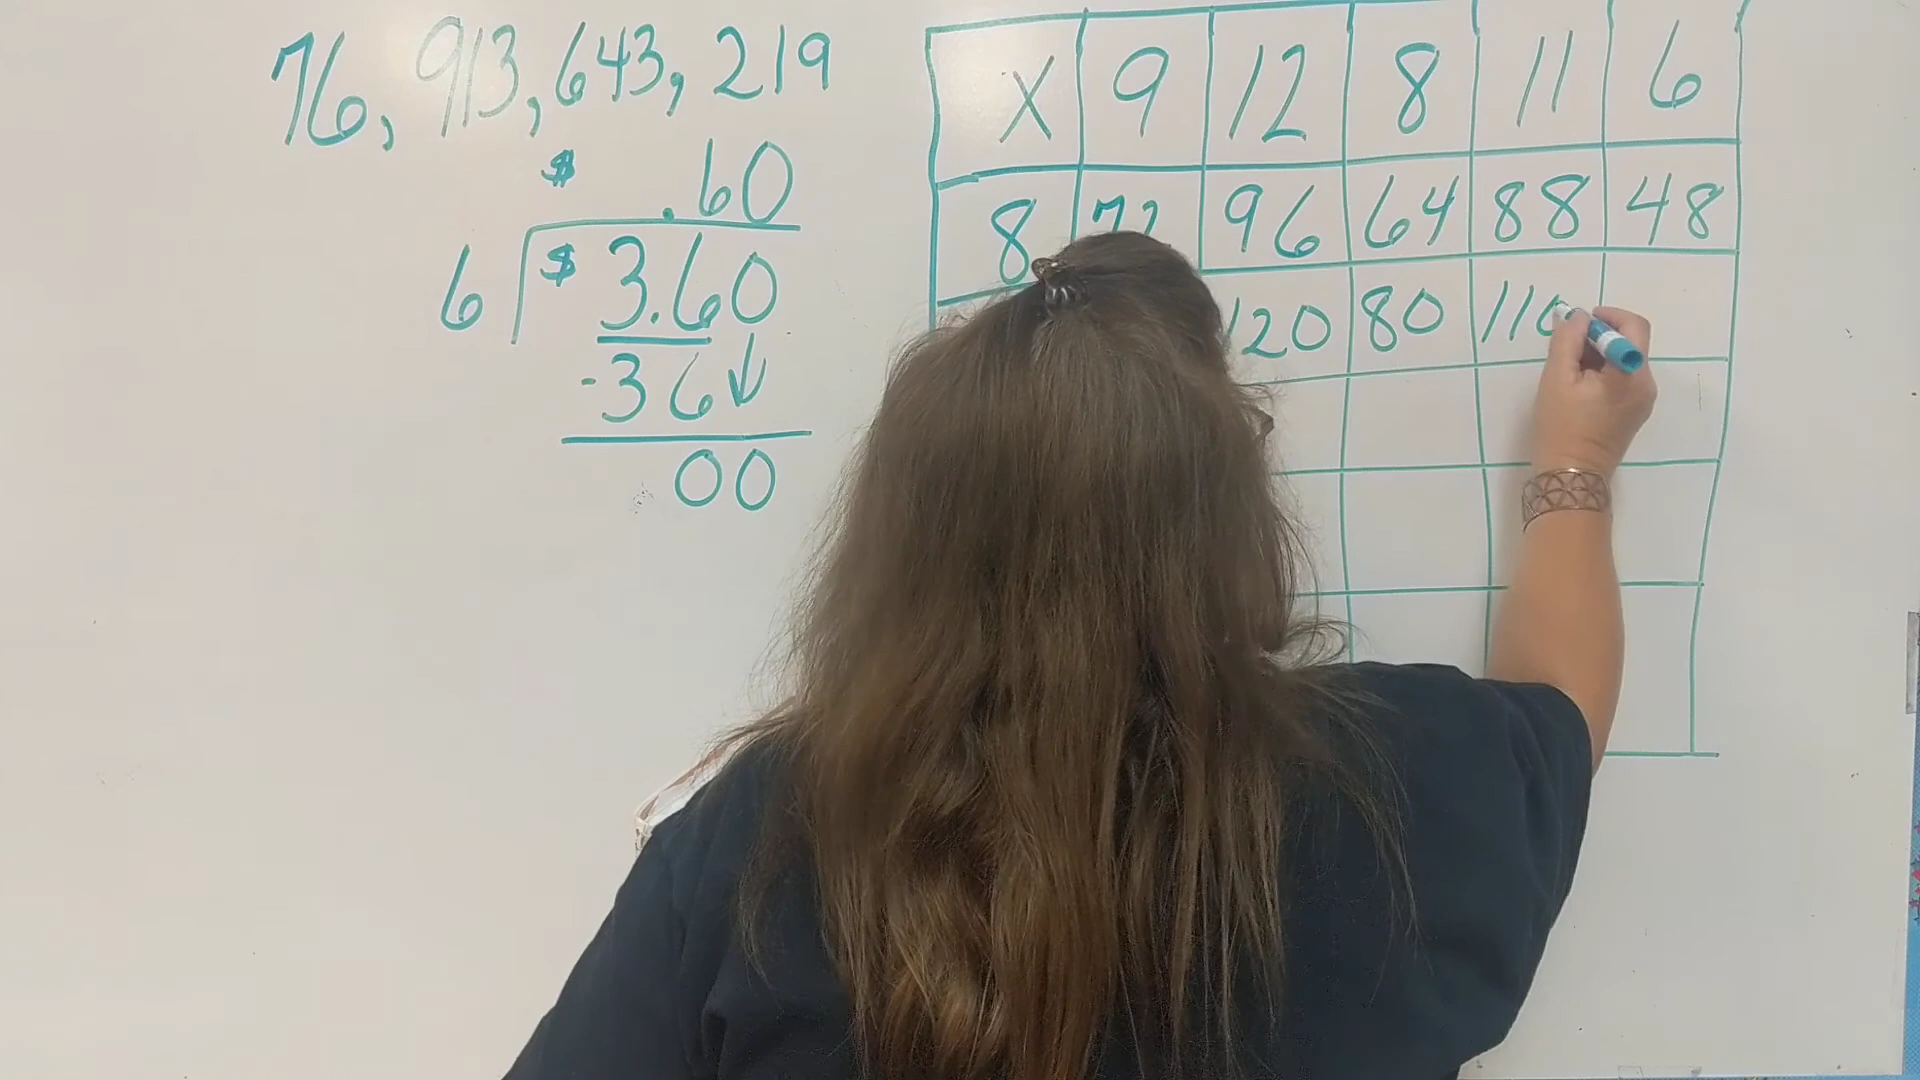 76, 913, 643, 219
$ .60
6 $ 3.60
-36
00
X 9 12 8 11 6
8 72 96 64 88 48
120 80 110